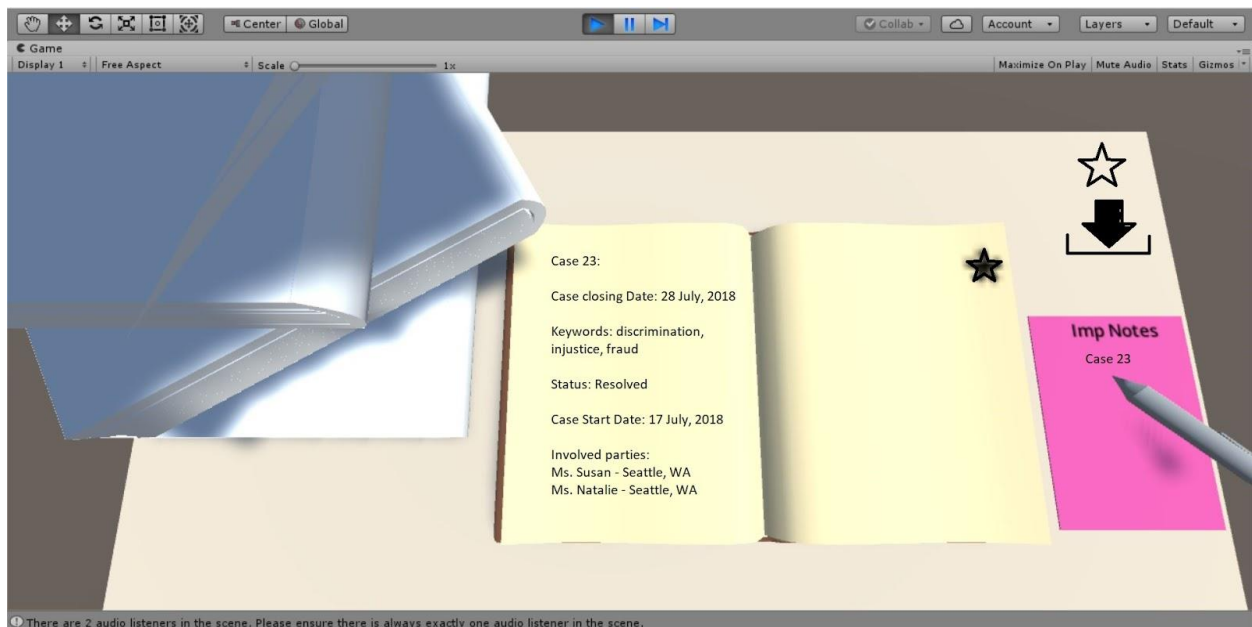 Center Global Collab Account Layers Default
Game
Display 1 Free Aspect Scale 1x Maximize On Play Mute Audio Stats Gizmos
Case 23:
Case closing Date: 28 July, 2018
Keywords: discrimination,
injustice, fraud
Status: Resolved
Case Start Date: 17 July, 2018
Involved parties:
Ms. Susan - Seattle, WA
Ms. Natalie - Seattle, WA
Imp Notes
Case 23
There are 2 audio listeners in the scene. Please ensure there is always exactly one audio listener in the scene.